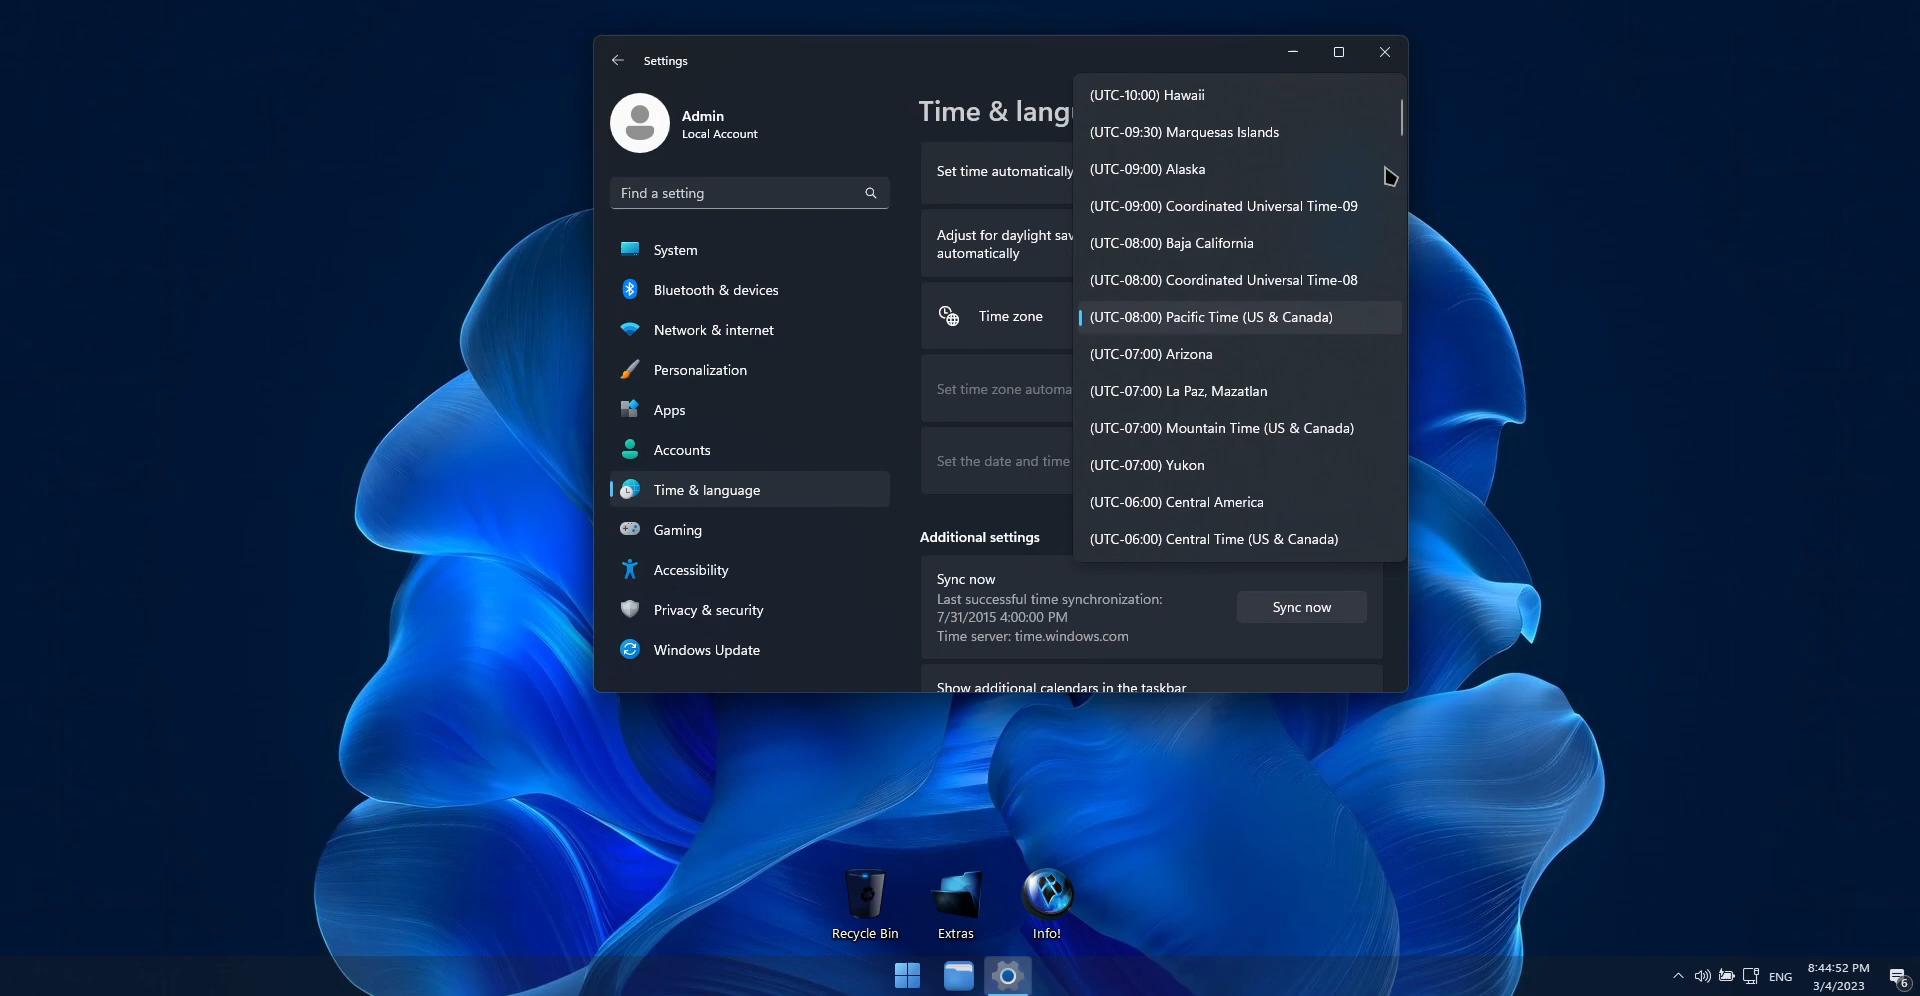 Settings
Admin
Local Account
Find a setting
System
Bluetooth & devices
Network & internet
Personalization
Apps
Accounts
Time & language
Gaming
Accessibility
Privacy & security
Windows Update
Time & lang
Set time automatically
Adjust for daylight sav
automatically
Time zone
Set time zone automa
Set the date and time
(UTC-10:00) Hawaii
(UTC-09:30) Marquesas Islands
(UTC-09:00) Alaska
(UTC-09:00) Coordinated Universal Time-09
(UTC-08:00) Baja California
(UTC-08:00) Coordinated Universal Time-08
(UTC-08:00) Pacific Time (US & Canada)
(UTC-07:00) Arizona
(UTC-07:00) La Paz, Mazatlan
(UTC-07:00) Mountain Time (US & Canada)
(UTC-07:00) Yukon
(UTC-06:00) Central America
(UTC-06:00) Central Time (US & Canada)
Additional settings
Sync now
Last successful time synchronization:
7/31/2015 4:00:00 PM
Time server: time.windows.com
Sync now
Show additional calendars in the taskbar
Recycle Bin
Extras
Info!
ENG
8:44:52 PM
3/4/2023
6